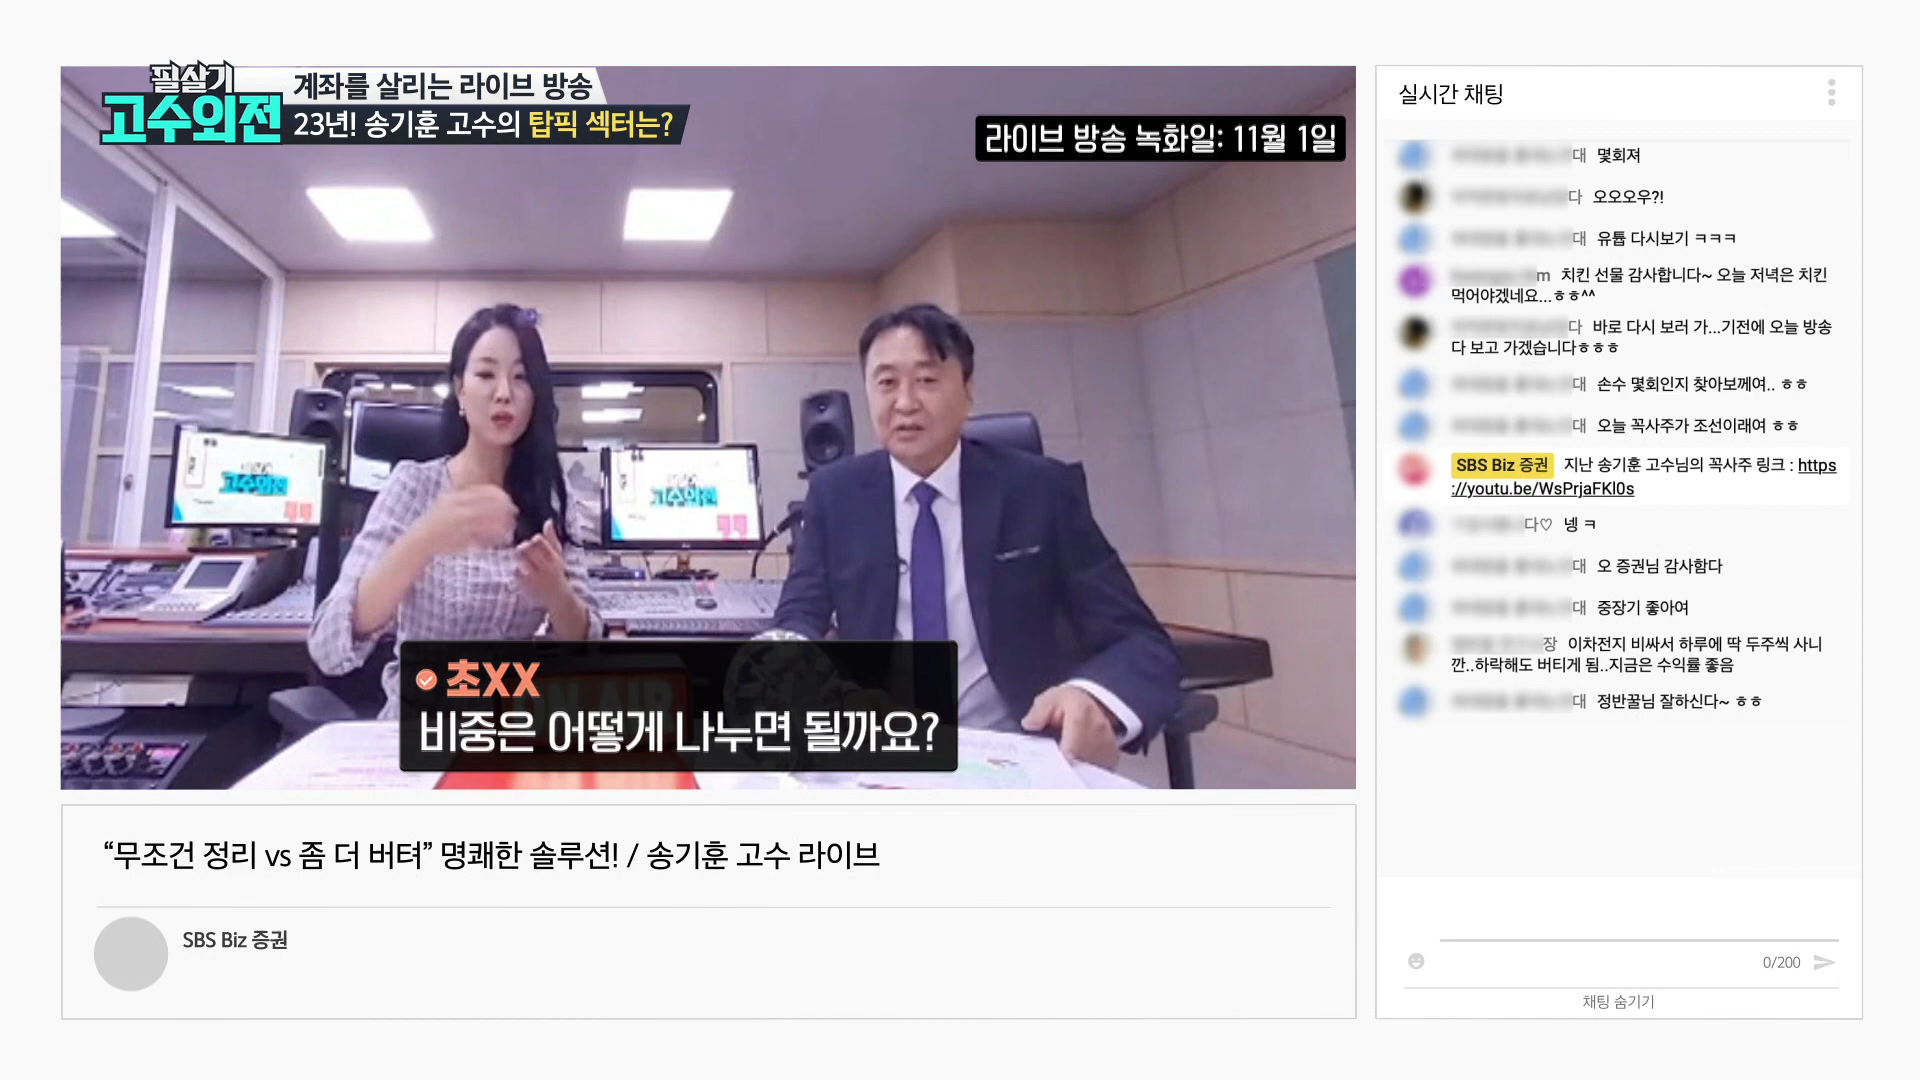 필살기
고수외전
계좌를 살리는 라이브 방송
23년! 송기훈 고수의 탑픽 섹터는?
라이브 방송 녹화일: 11월 1일
고수외전
고수외전
초XX
비중은 어떻게 나누면 될까요?
“무조건 정리 vs 좀 더 버텨” 명쾌한 솔루션! / 송기훈 고수 라이브
SBS Biz 증권
실시간 채팅
대 몇회져
다 오오오우?!
대 유튭 다시보기 ㅋㅋㅋ
m 치킨 선물 감사합니다~ 오늘 저녁은 치킨
먹어야겠네요...ㅎㅎ^^
다 바로 다시 보러 가...기전에 오늘 방송
다 보고 가겠습니다ㅎㅎㅎ
대 손수 몇회인지 찾아보께여.. ㅎㅎ
대 오늘 꼭사주가 조선이래여 ㅎㅎ
SBS Biz 증권 지난 송기훈 고수님의 꼭사주 링크 : https
://youtu.be/WsPrjaFKl0s
다♡ 넹 ㅋ
대 오 증권님 감사함다
대 중장기 좋아여
장 이차전지 비싸서 하루에 딱 두주씩 사니
깐..하락해도 버티게 됨..지금은 수익률 좋음
대 정반꿀님 잘하신다~ ㅎㅎ
0/200
채팅 숨기기